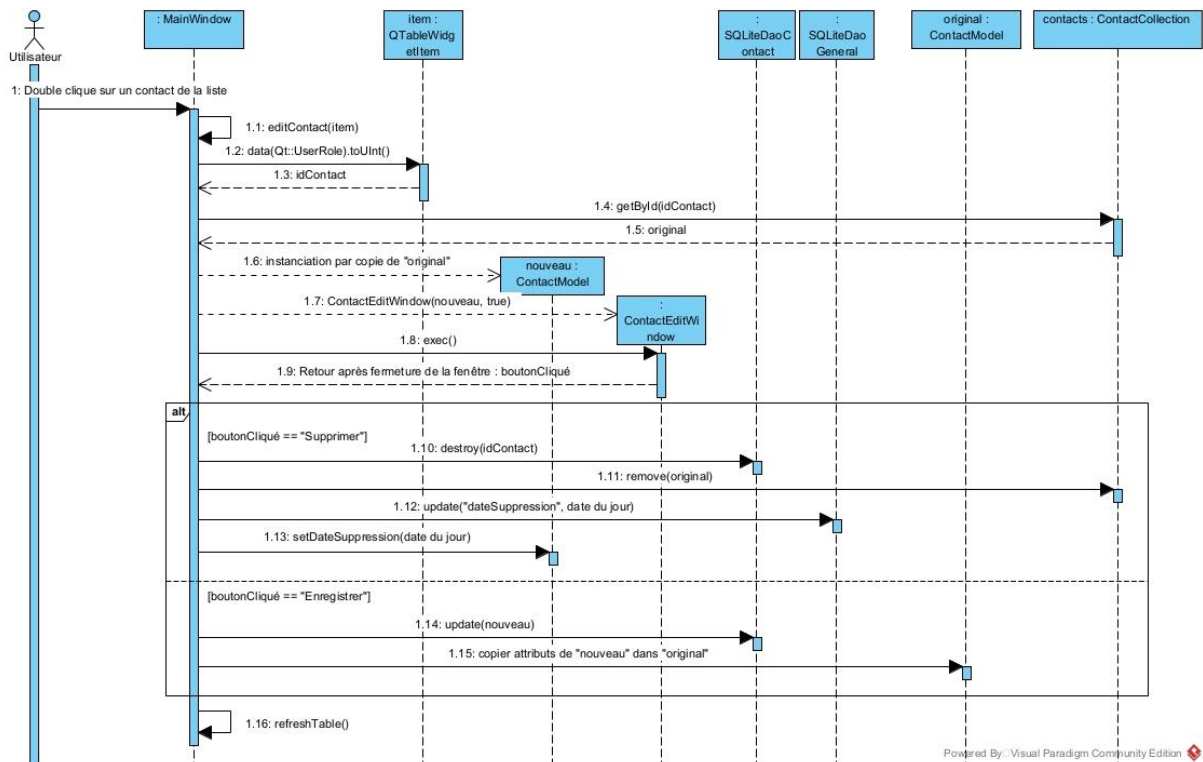 : MainWindow
item :
QTableWidg
etItem
:
SQLiteDaoC
ontact
:
SQLiteDao
General
original :
ContactModel
contacts : ContactCollection
Utilisateur
1: Double clique sur un contact de la liste
1.1: editContact(item)
1.2: data(Qt::UserRole).toUInt()
1.3: idContact
1.4: getById(idContact)
1.5: original
1.6: instanciation par copie de "original"
nouveau :
ContactModel
1.7: ContactEditWindow(nouveau, true)
:
ContactEditWi
ndow
1.8: exec()
1.9: Retour après fermeture de la fenêtre : boutonCliqué
alt
[boutonCliqué == "Supprimer"]
1.10: destroy(idContact)
1.11: remove(original)
1.12: update("dateSuppression", date du jour)
1.13: setDateSuppression(date du jour)
[boutonCliqué == "Enregistrer"]
1.14: update(nouveau)
1.15: copier attributs de "nouveau" dans "original"
1.16: refreshTable()
Powered By Visual Paradigm Community Edition